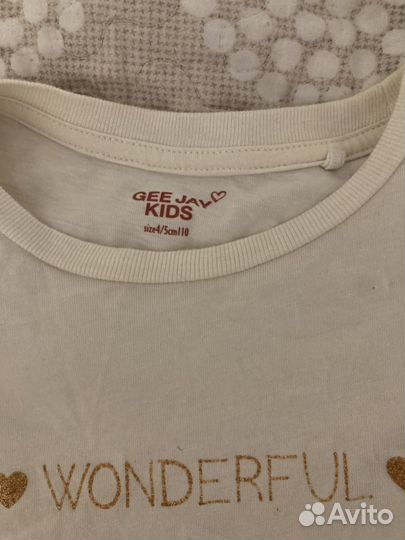 GEE JAY
KIDS
size4/5cm110
WONDERFUL
Avito